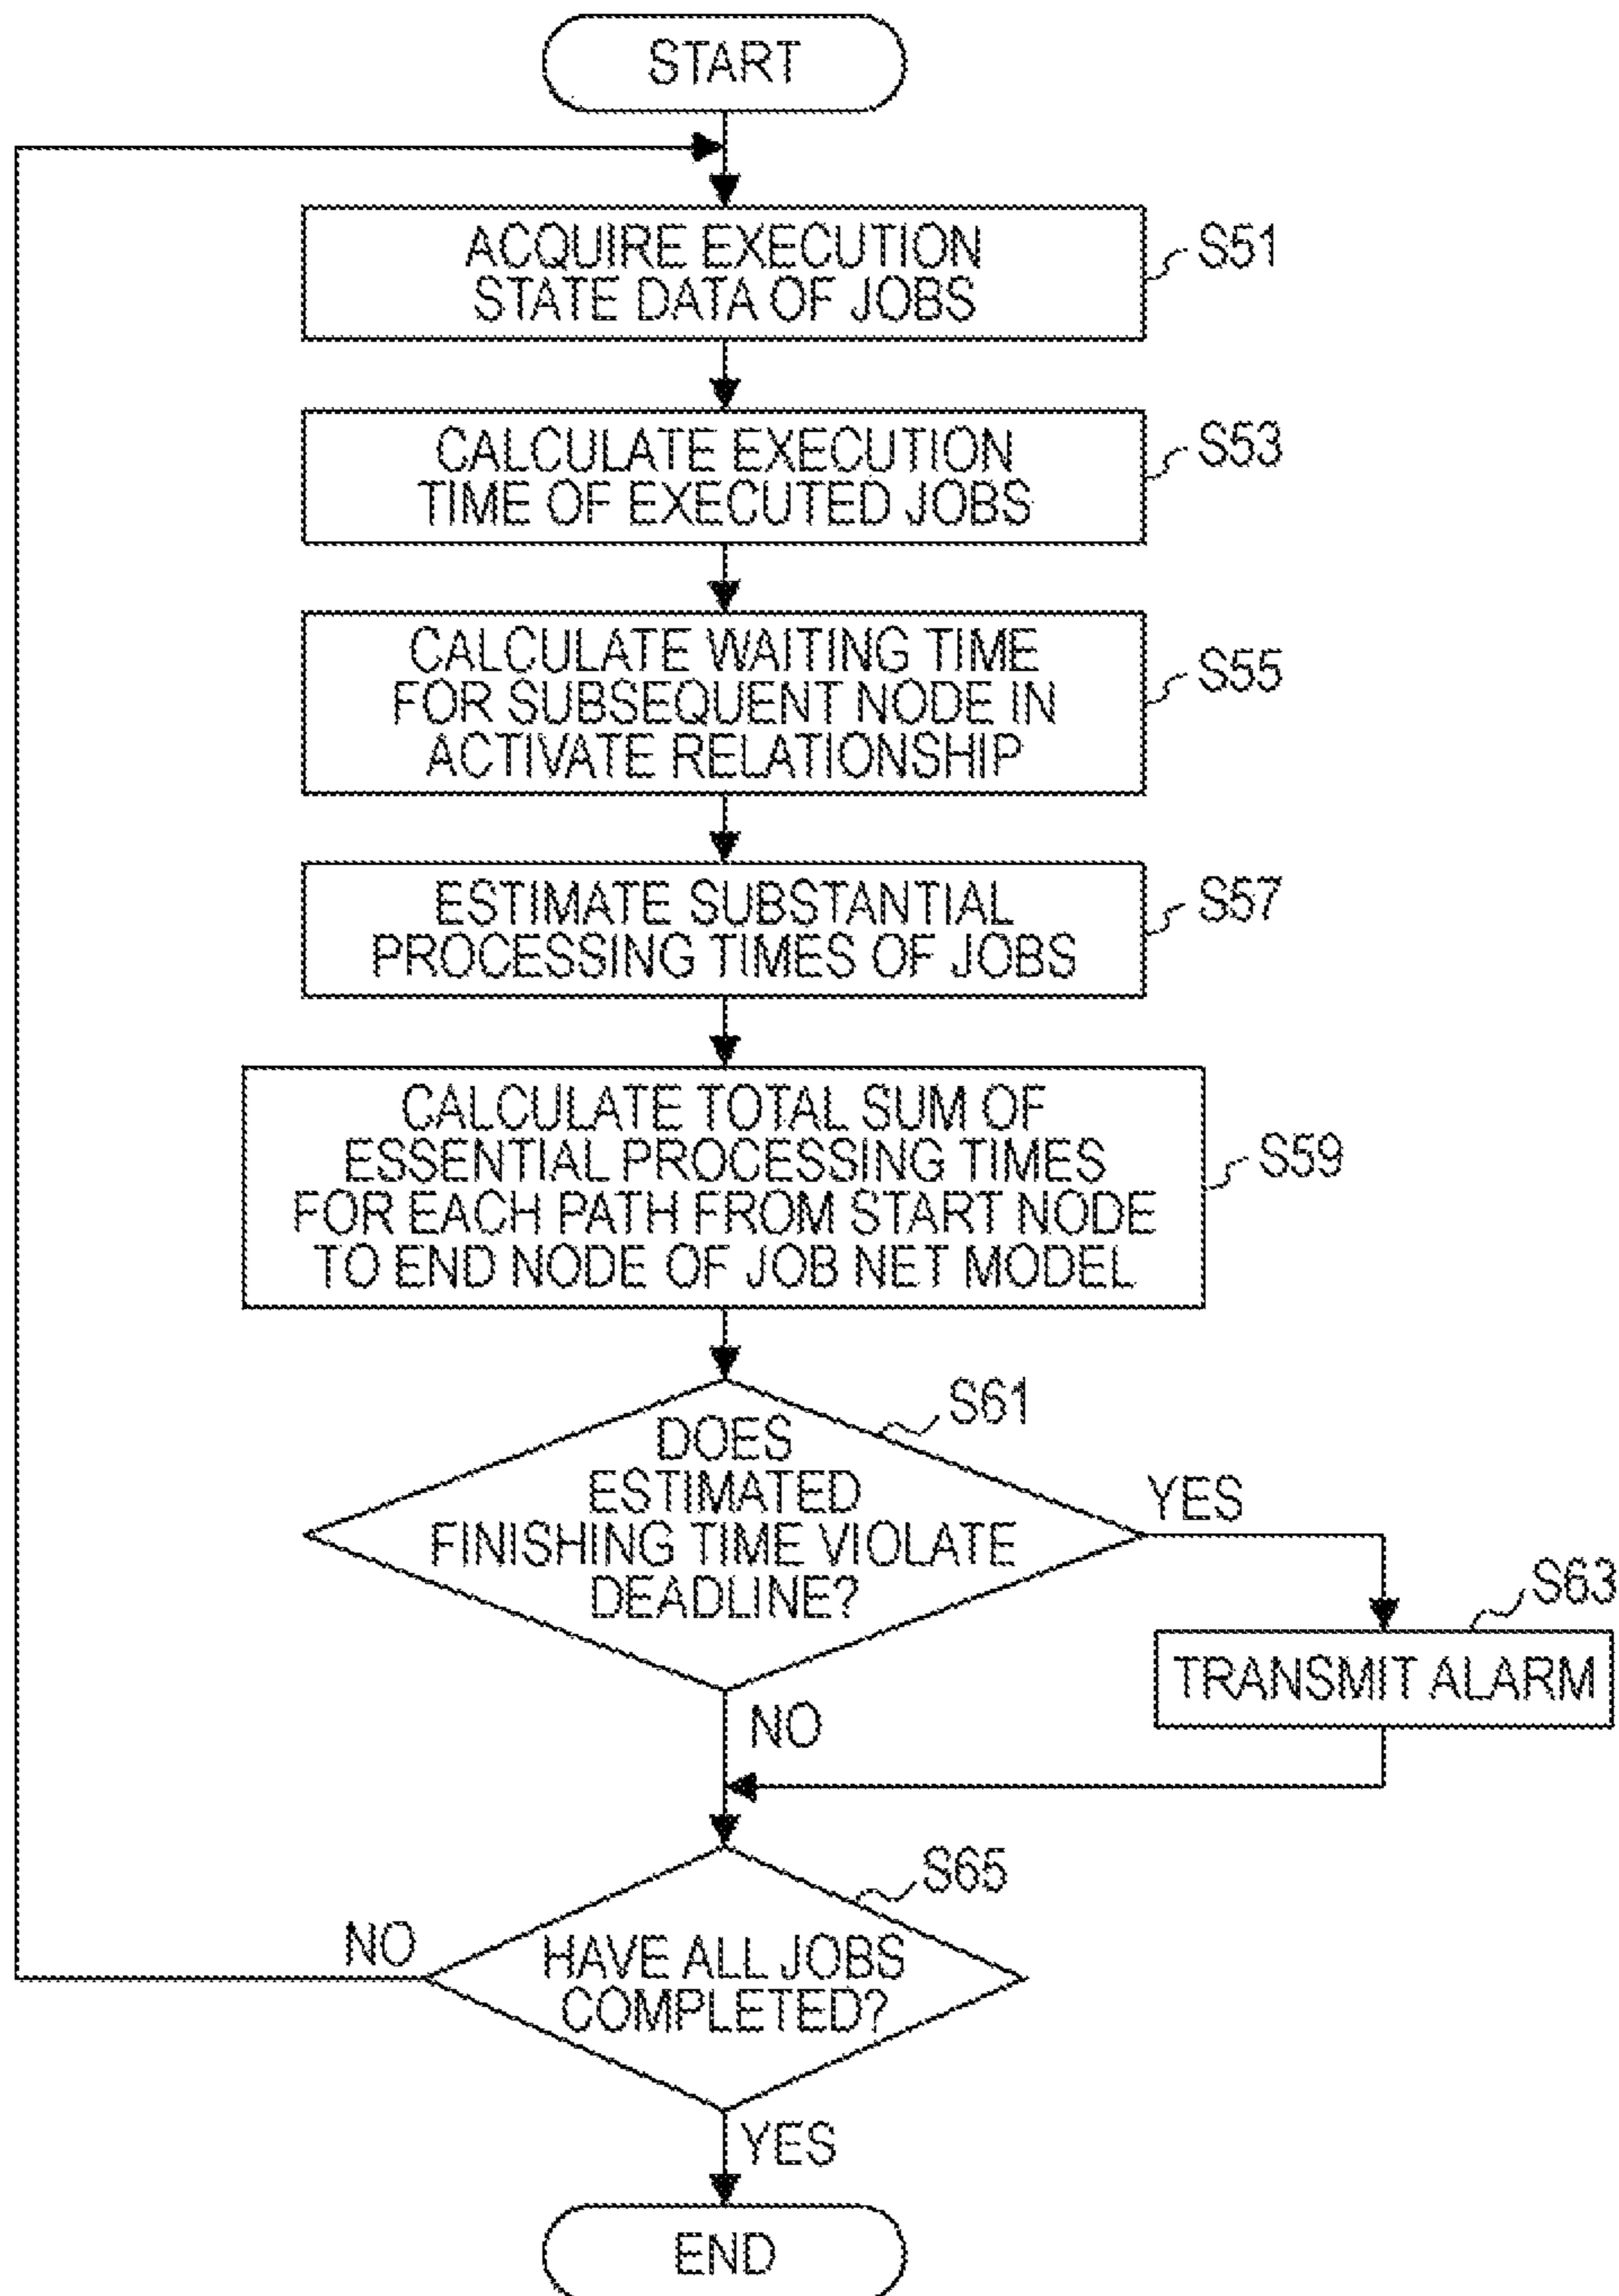 START
ACQUIRE EXECUTION
STATE DATA OF JOBS
S51
CALCULATE EXECUTION
TIME OF EXECUTED JOBS
S53
CALCULATE WAITING TIME
FOR SUBSEQUENT NODE IN
ACTIVATE RELATIONSHIP
S55
ESTIMATE SUBSTANTIAL
PROCESSING TIMES OF JOBS
S57
CALCULATE TOTAL SUM OF
ESSENTIAL PROCESSING TIMES
FOR EACH PATH FROM START NODE
TO END NODE OF JOB NET MODEL
S59
S61
DOES
ESTIMATED
FINISHING TIME VIOLATE
DEADLINE?
YES
S63
TRANSMIT ALARM
NO
S65
HAVE ALL JOBS
COMPLETED?
NO
YES
END